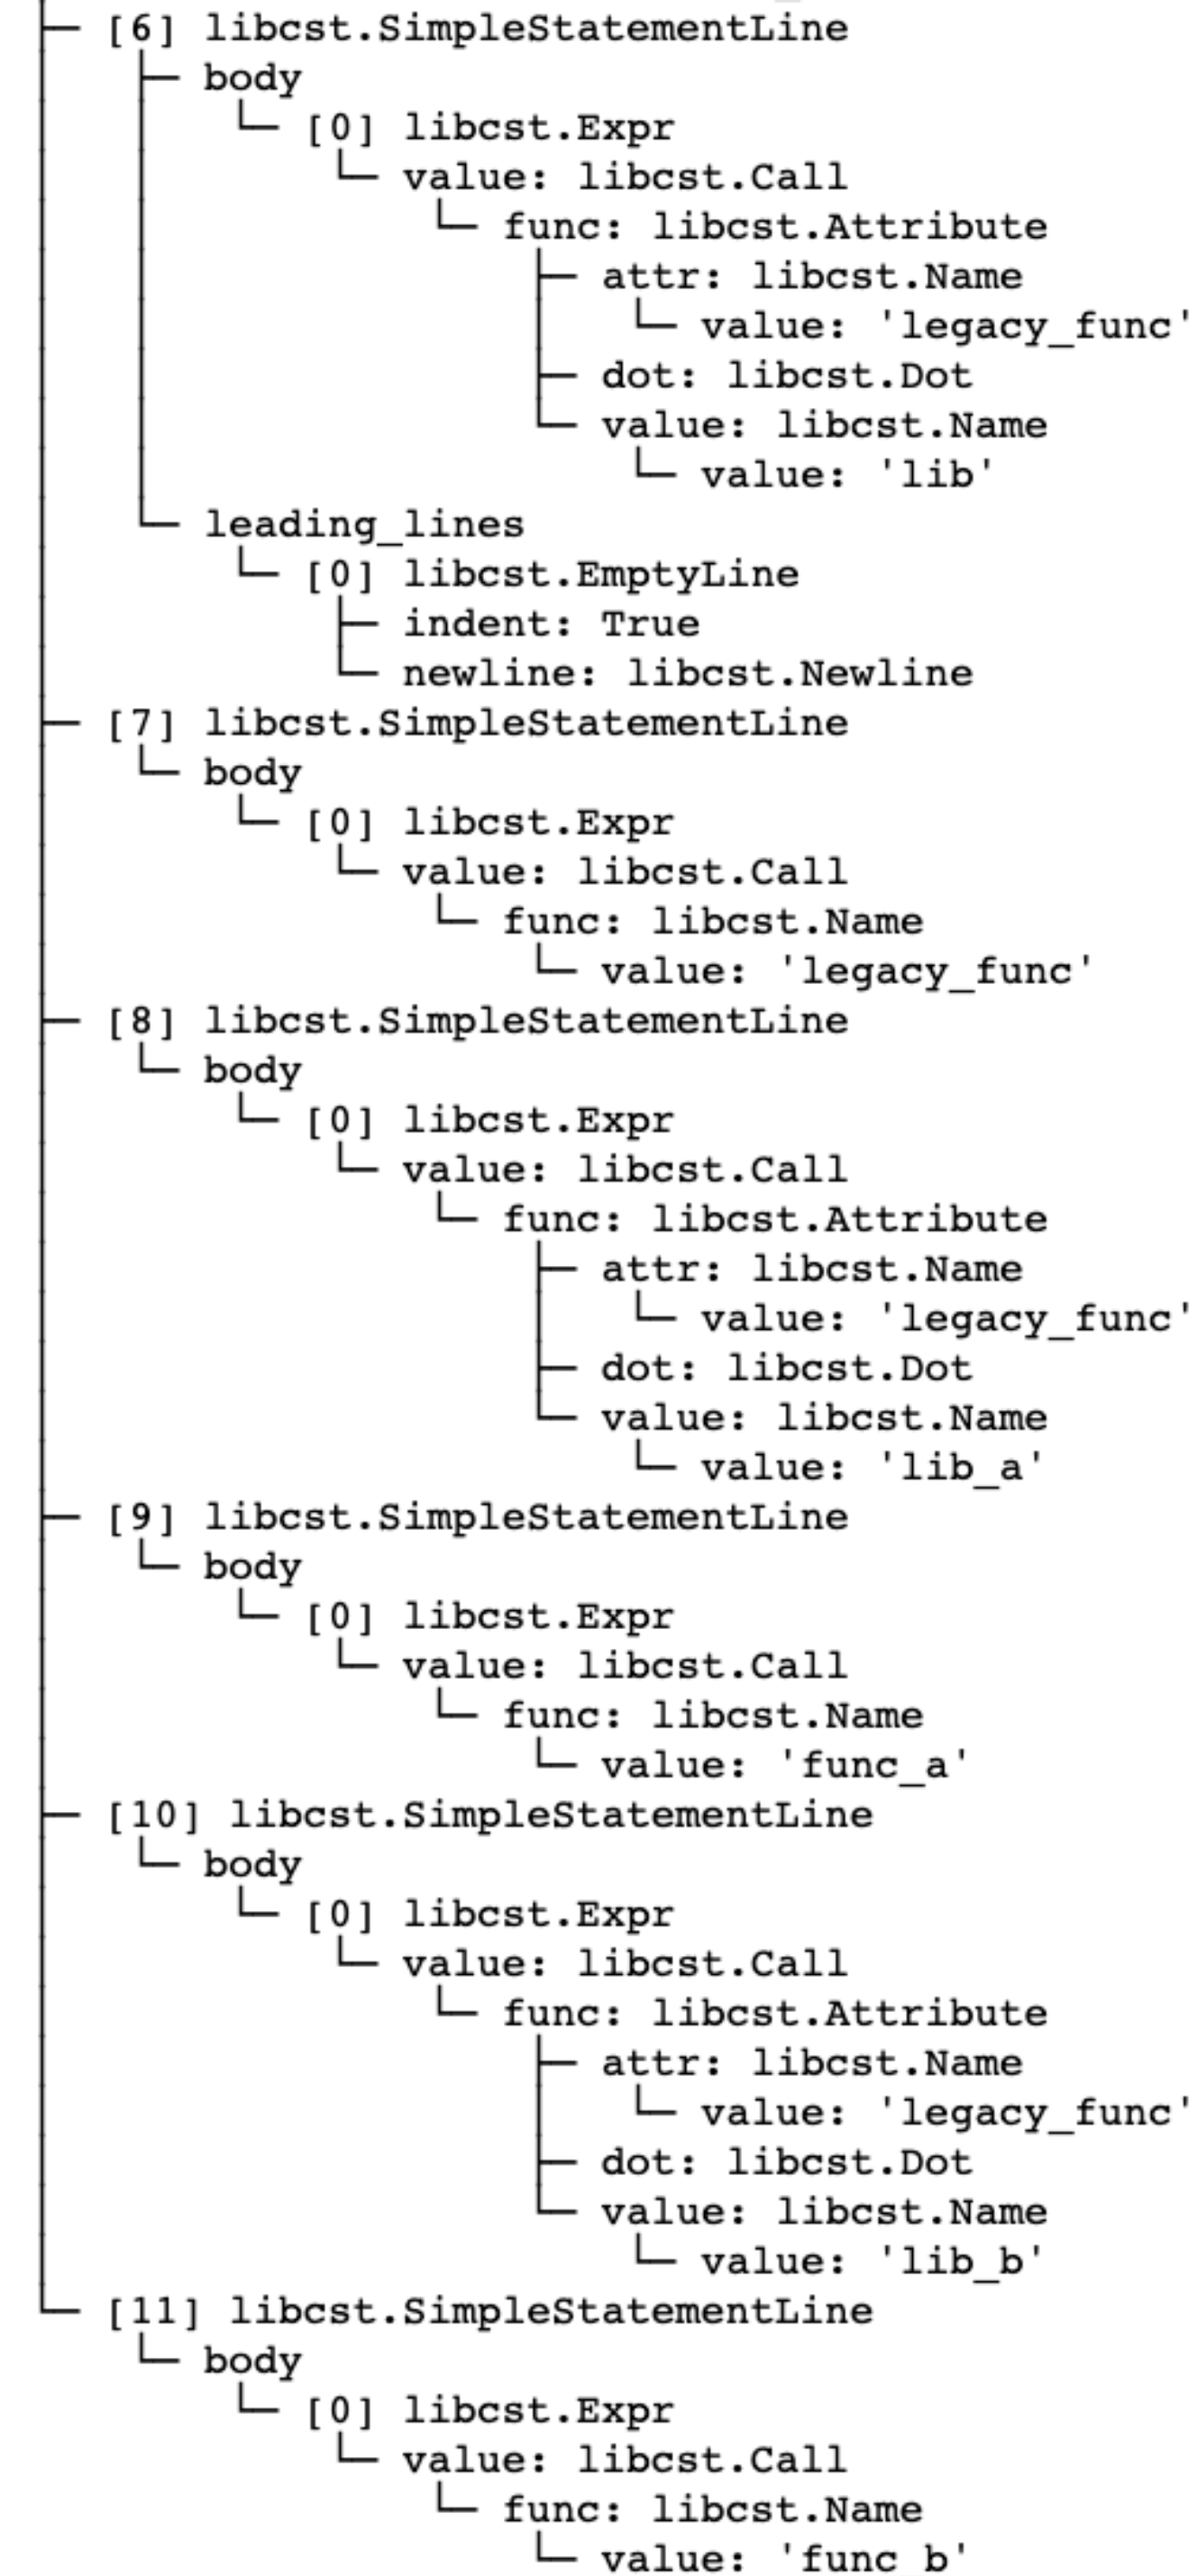 [6] libcst.SimpleStatementLine
body
[0] libcst.Expr
value: libcst.Call
func: libcst.Attribute
attr: libcst.Name
value: 'legacy_func'
dot: libcst.Dot
value: libcst.Name
value: 'lib'
leading_lines
[0] libcst.EmptyLine
indent: True
newline: libcst.Newline
[7] libcst.SimpleStatementLine
body
[0] libcst.Expr
value: libcst.Call
func: libcst.Name
value: 'legacy_func'
[8] libcst.SimpleStatementLine
body
[0] libcst.Expr
value: libcst.Call
func: libcst.Attribute
attr: libcst.Name
value: 'legacy_func'
dot: libcst.Dot
value: libcst.Name
value: 'lib_a'
[9] libcst.SimpleStatementLine
body
[0] libcst.Expr
value: libcst.Call
func: libcst.Name
value: 'func_a'
[10] libcst.SimpleStatementLine
body
[0] libcst.Expr
value: libcst.Call
func: libcst.Attribute
attr: libcst.Name
value: 'legacy_func'
dot: libcst.Dot
value: libcst.Name
value: 'lib_b'
[11] libcst.SimpleStatementLine
body
[0] libcst.Expr
value: libcst.Call
func: libcst.Name
value: 'func_b'